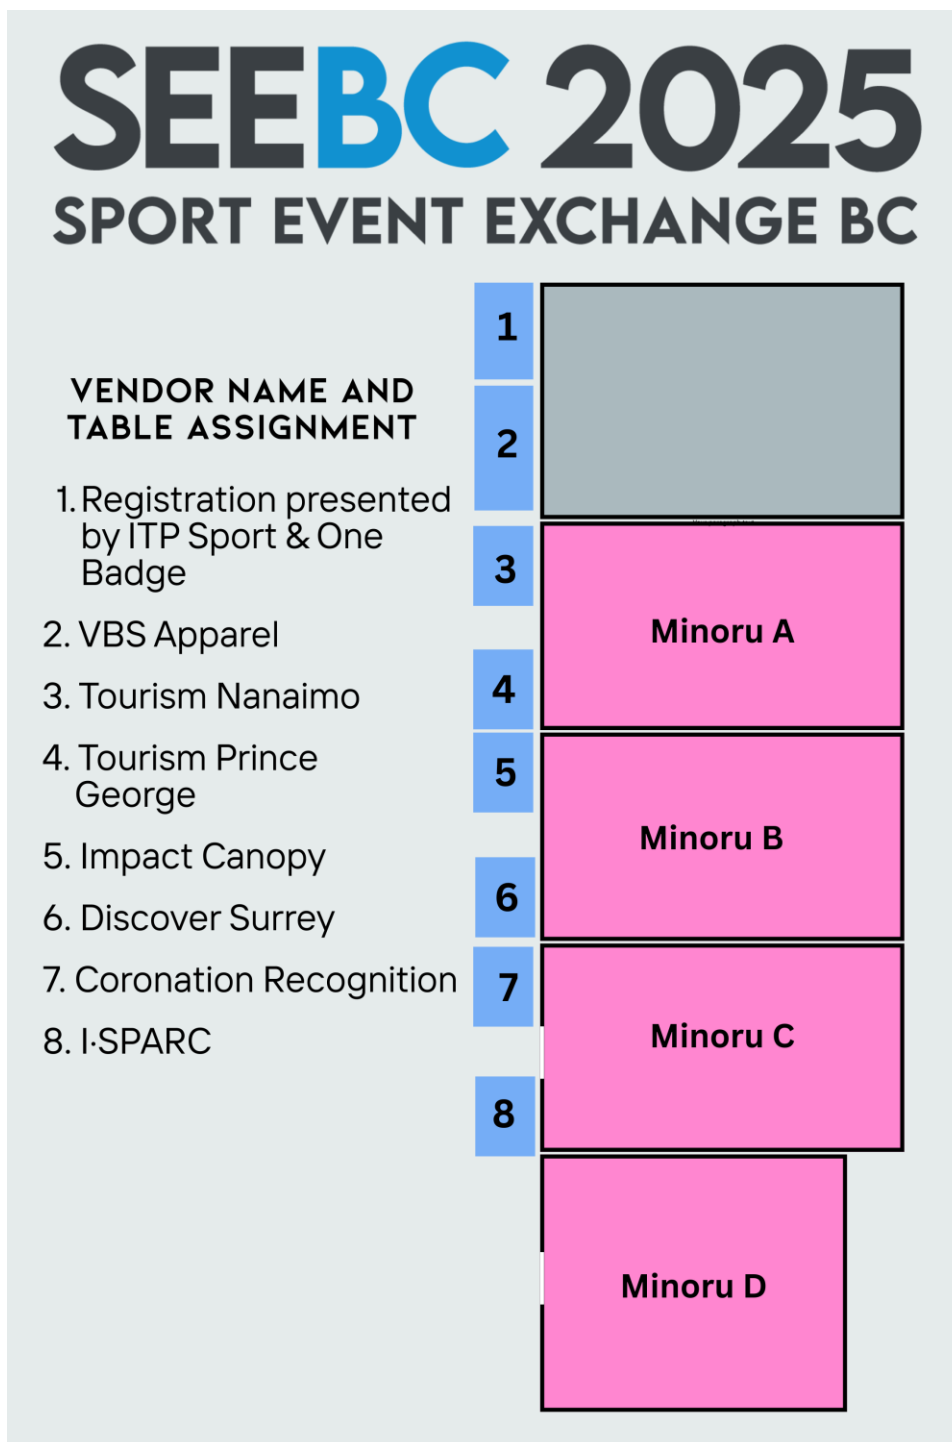 SEEBC 2025
SPORT EVENT EXCHANGE BC
VENDOR NAME AND
TABLE ASSIGNMENT
1. Registration presented
by ITP Sport & One
Badge
2. VBS Apparel
3. Tourism Nanaimo
4. Tourism Prince
George
5. Impact Canopy
6. Discover Surrey
7. Coronation Recognition
8. I·SPARC
1
2
3
Minoru A
4
5
Minoru B
6
7
Minoru C
8
Minoru D